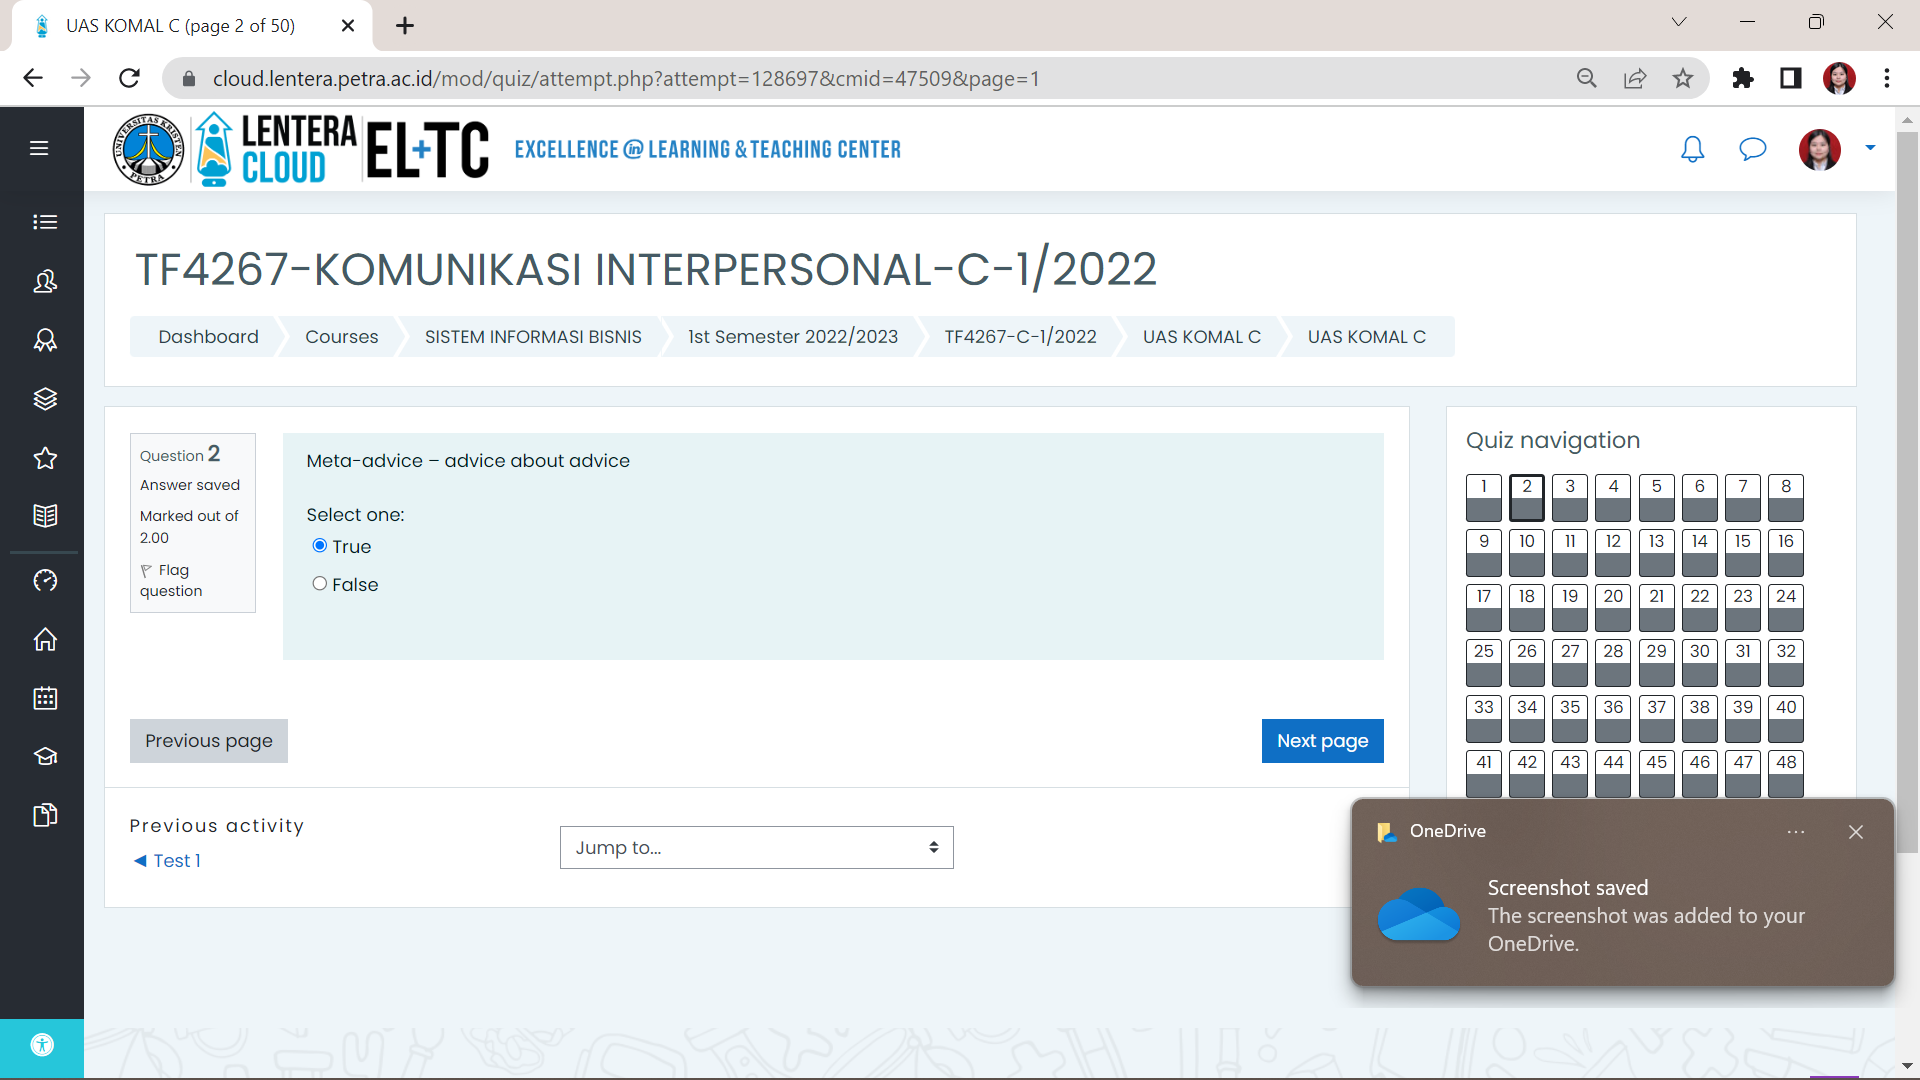 UAS KOMAL C (page 2 of 50)
cloud.lentera.petra.ac.id/mod/quiz/attempt.php?attempt=128697&cmid=47509&page=1
UNIVERSITAS KRISTEN
PETRA
LENTERA
CLOUD
EL+TC
EXCELLENCE in LEARNING & TEACHING CENTER
TF4267-KOMUNIKASI INTERPERSONAL-C-1/2022
Dashboard
Courses
SISTEM INFORMASI BISNIS
1st Semester 2022/2023
TF4267-C-1/2022
UAS KOMAL C
UAS KOMAL C
Question 2
Answer saved
Marked out of
2.00
Flag
question
Meta-advice – advice about advice
Select one:
True
False
Previous page
Next page
Previous activity
◄ Test 1
Jump to...
Quiz navigation
1 2 3 4 5 6 7 8
9 10 11 12 13 14 15 16
17 18 19 20 21 22 23 24
25 26 27 28 29 30 31 32
33 34 35 36 37 38 39 40
41 42 43 44 45 46 47 48
OneDrive
Screenshot saved
The screenshot was added to your
OneDrive.